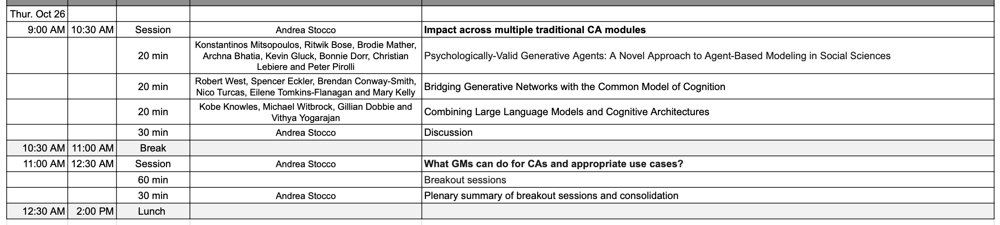 Thur. Oct 26
9:00 AM 10:30 AM Session Andrea Stocco Impact across multiple traditional CA modules
20 min Konstantinos Mitsopoulos, Ritwik Bose, Brodie Mather,
Archna Bhatia, Kevin Gluck, Bonnie Dorr, Christian
Lebiere and Peter Pirolli
Psychologically-Valid Generative Agents: A Novel Approach to Agent-Based Modeling in Social Sciences
20 min Robert West, Spencer Eckler, Brendan Conway-Smith,
Nico Turcas, Eilene Tomkins-Flanagan and Mary Kelly
Bridging Generative Networks with the Common Model of Cognition
20 min Kobe Knowles, Michael Witbrock, Gillian Dobbie and
Vithya Yogarajan
Combining Large Language Models and Cognitive Architectures
30 min Andrea Stocco Discussion
10:30 AM 11:00 AM Break
11:00 AM 12:30 AM Session Andrea Stocco What GMs can do for CAs and appropriate use cases?
60 min Breakout sessions
30 min Andrea Stocco Plenary summary of breakout sessions and consolidation
12:30 AM 2:00 PM Lunch